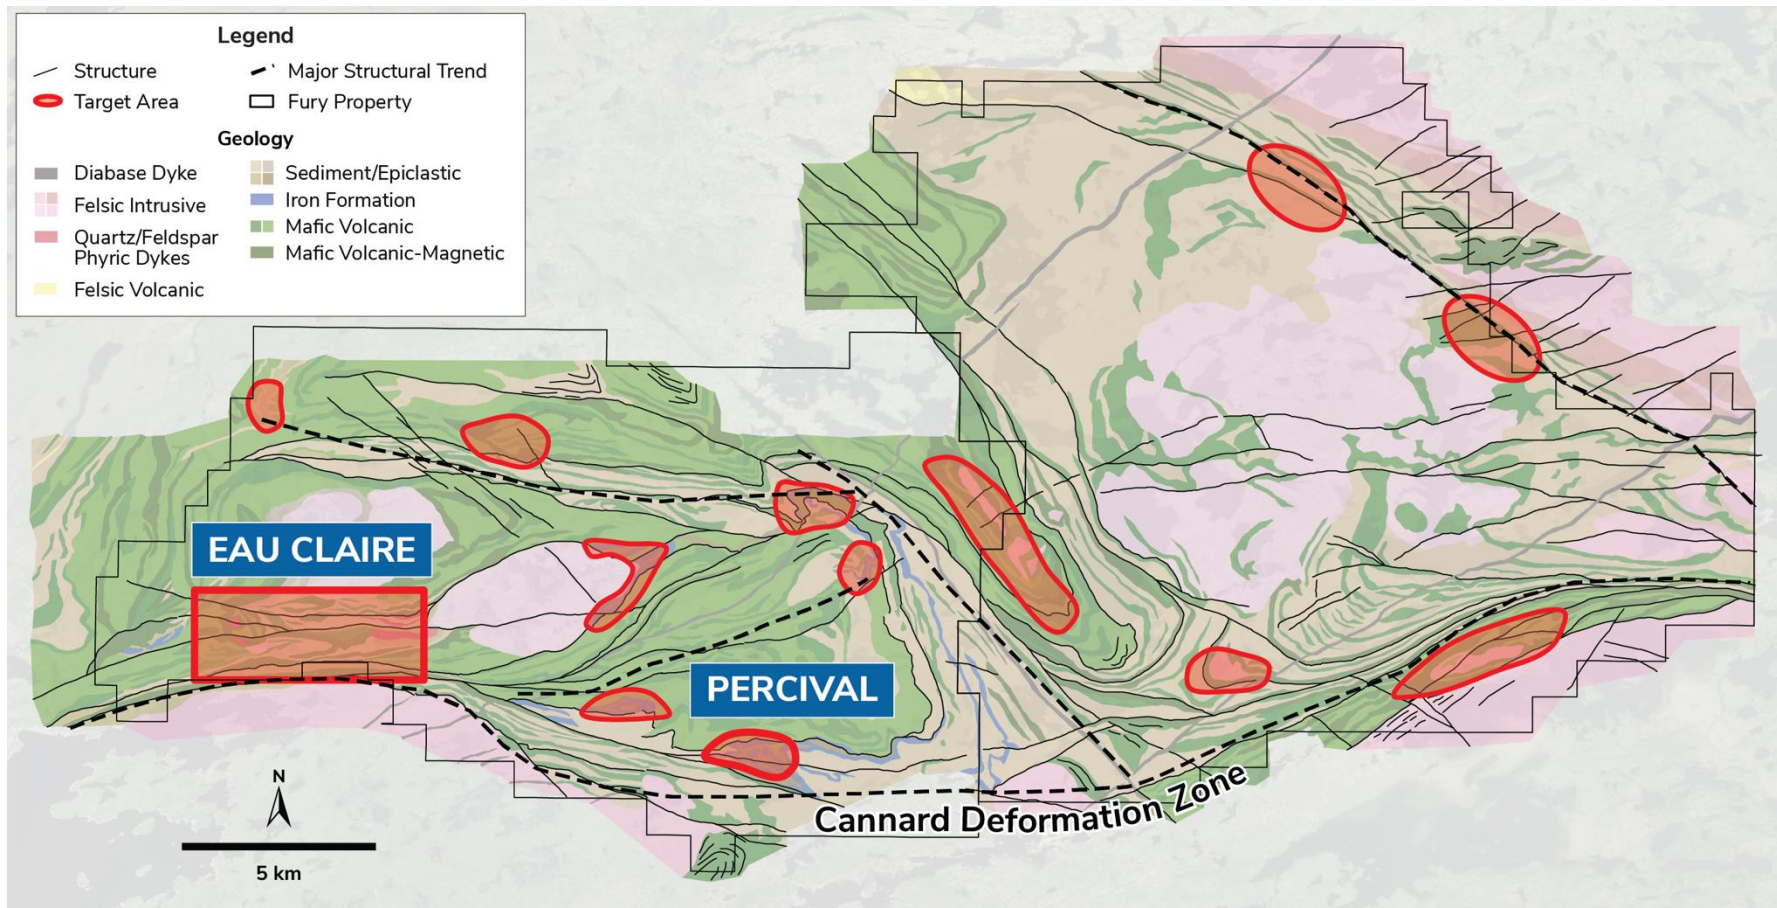 Legend
Structure
Major Structural Trend
Target Area
Fury Property
Geology
Diabase Dyke
Felsic Intrusive
Quartz/Feldspar
Phyric Dykes
Felsic Volcanic
Sediment/Epiclastic
Iron Formation
Mafic Volcanic
Mafic Volcanic-Magnetic
EAU CLAIRE
PERCIVAL
Cannard Deformation Zone
N
5 km